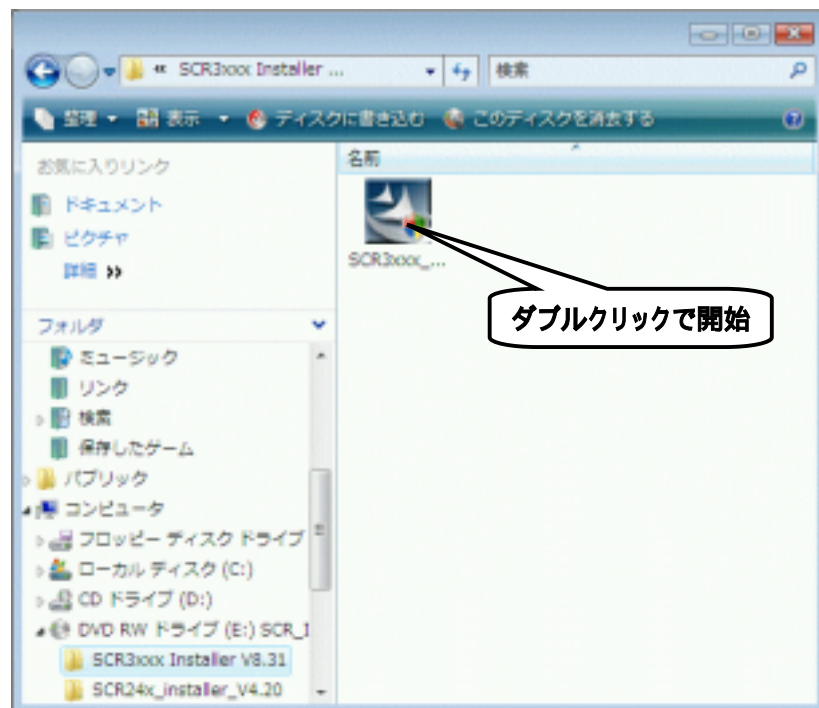 SCR3xxx Installer ...
検索
整理
表示
ディスクに書き込む
このディスクを消去する
お気に入りリンク
ドキュメント
ピクチャ
詳細
名前
SCR3xxx_...
ダブルクリックで開始
フォルダ
ミュージック
リンク
検索
保存したゲーム
パブリック
コンピュータ
フロッピー ディスク ドライブ
ローカル ディスク (C:)
CD ドライブ (D:)
DVD RW ドライブ (E:) SCR_I
SCR3xxx Installer V8.31
SCR24x_installer_V4.20